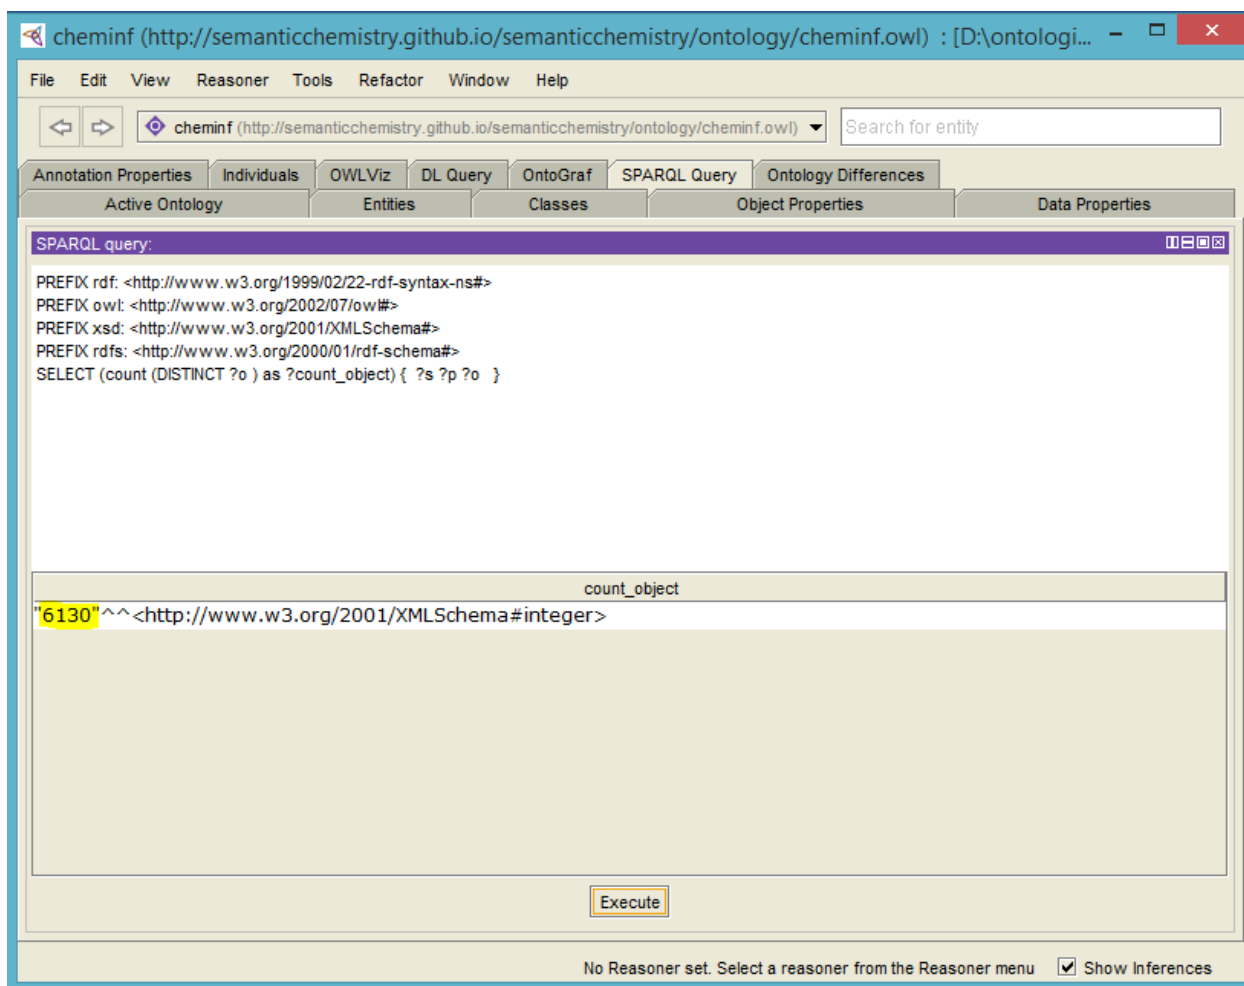 cheminf (http://semanticchemistry.github.io/semanticchemistry/ontology/cheminf.owl) : [D:\ontologi...
File Edit View Reasoner Tools Refactor Window Help
cheminf (http://semanticchemistry.github.io/semanticchemistry/ontology/cheminf.owl) Search for entity
Annotation Properties Individuals OWLViz DL Query OntoGraf SPARQL Query Ontology Differences
Active Ontology Entities Classes Object Properties Data Properties
SPARQL query:
PREFIX rdf: <http://www.w3.org/1999/02/22-rdf-syntax-ns#>
PREFIX owl: <http://www.w3.org/2002/07/owl#>
PREFIX xsd: <http://www.w3.org/2001/XMLSchema#>
PREFIX rdfs: <http://www.w3.org/2000/01/rdf-schema#>
SELECT (count (DISTINCT ?o ) as ?count_object) { ?s ?p ?o }
count_object
"6130"^^<http://www.w3.org/2001/XMLSchema#integer>
Execute
No Reasoner set. Select a reasoner from the Reasoner menu Show Inferences